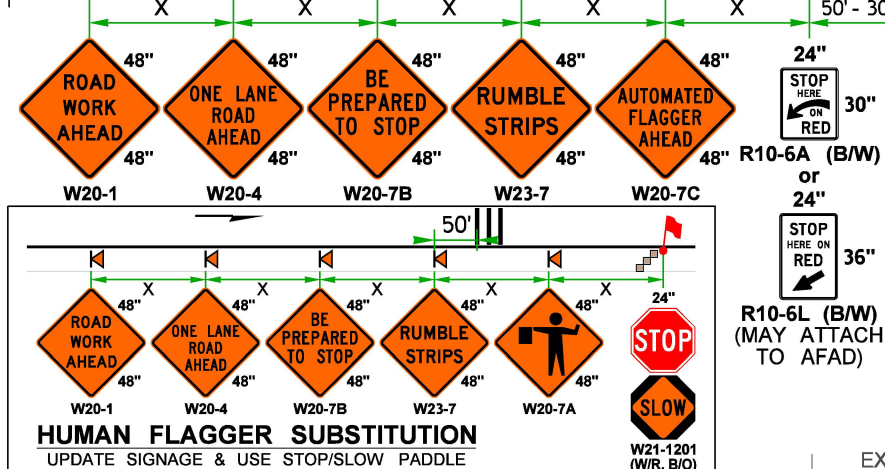 X X X X X 50' - 30
48" 48" 48" 48" 48" 24"
ROAD
WORK
AHEAD
48"
W20-1
ONE LANE
ROAD
AHEAD
48"
W20-4
BE
PREPARED
TO STOP
48"
W20-7B
RUMBLE
STRIPS
48"
W23-7
AUTOMATED
FLAGGER
AHEAD
48"
W20-7C
STOP
HERE
ON
RED
30"
R10-6A (B/W)
or
24"
STOP
HERE ON
RED
36"
R10-6L (B/W)
(MAY ATTACH
TO AFAD)
50'
X X X X X
48" 48" 48" 48" 48" 24"
ROAD
WORK
AHEAD
48"
W20-1
ONE LANE
ROAD
AHEAD
48"
W20-4
BE
PREPARED
TO STOP
48"
W20-7B
RUMBLE
STRIPS
48"
W23-7
48"
W20-7A
STOP
SLOW
W21-1201
(W/R, B/O)
HUMAN FLAGGER SUBSTITUTION
UPDATE SIGNAGE & USE STOP/SLOW PADDLE
EX